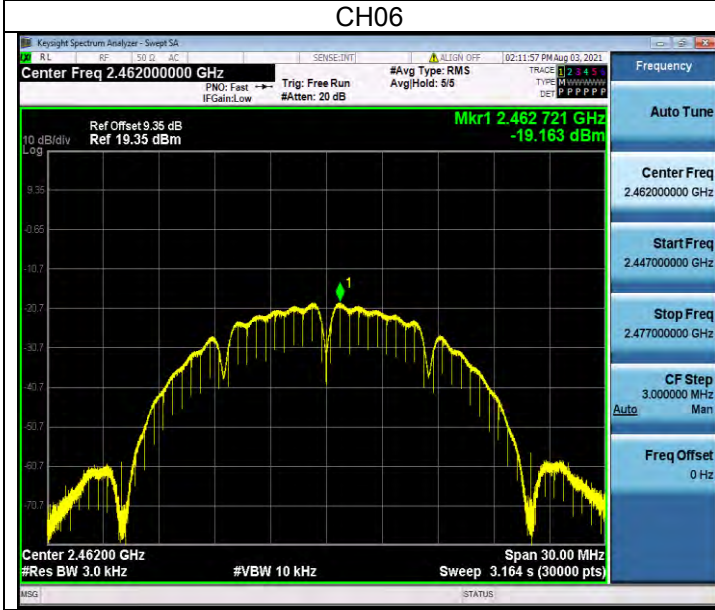 CH06
Keysight Spectrum Analyzer - Swept SA
RL RF 50 Ω AC SENSE:INT ALIGN OFF 02:11:57 PM Aug 03, 2021
Center Freq 2.462000000 GHz
PNO: Fast
IFGain:Low
Trig: Free Run
#Atten: 20 dB
#Avg Type: RMS
Avg|Hold: 5/5
TRACE 1 2 3 4 5 6
TYPE M WWWWW
DET P P P P P P
Ref Offset 9.35 dB
Ref 19.35 dBm
10 dB/div
Log
Mkr1 2.462 721 GHz
-19.163 dBm
9.35
-0.65
-10.7
-20.7
-30.7
-40.7
-50.7
-60.7
-70.7
1
Center 2.46200 GHz
Span 30.00 MHz
#Res BW 3.0 kHz
#VBW 10 kHz
Sweep 3.164 s (30000 pts)
MSG
STATUS
Frequency
Auto Tune
Center Freq
2.462000000 GHz
Start Freq
2.447000000 GHz
Stop Freq
2.477000000 GHz
CF Step
3.000000 MHz
Auto Man
Freq Offset
0 Hz